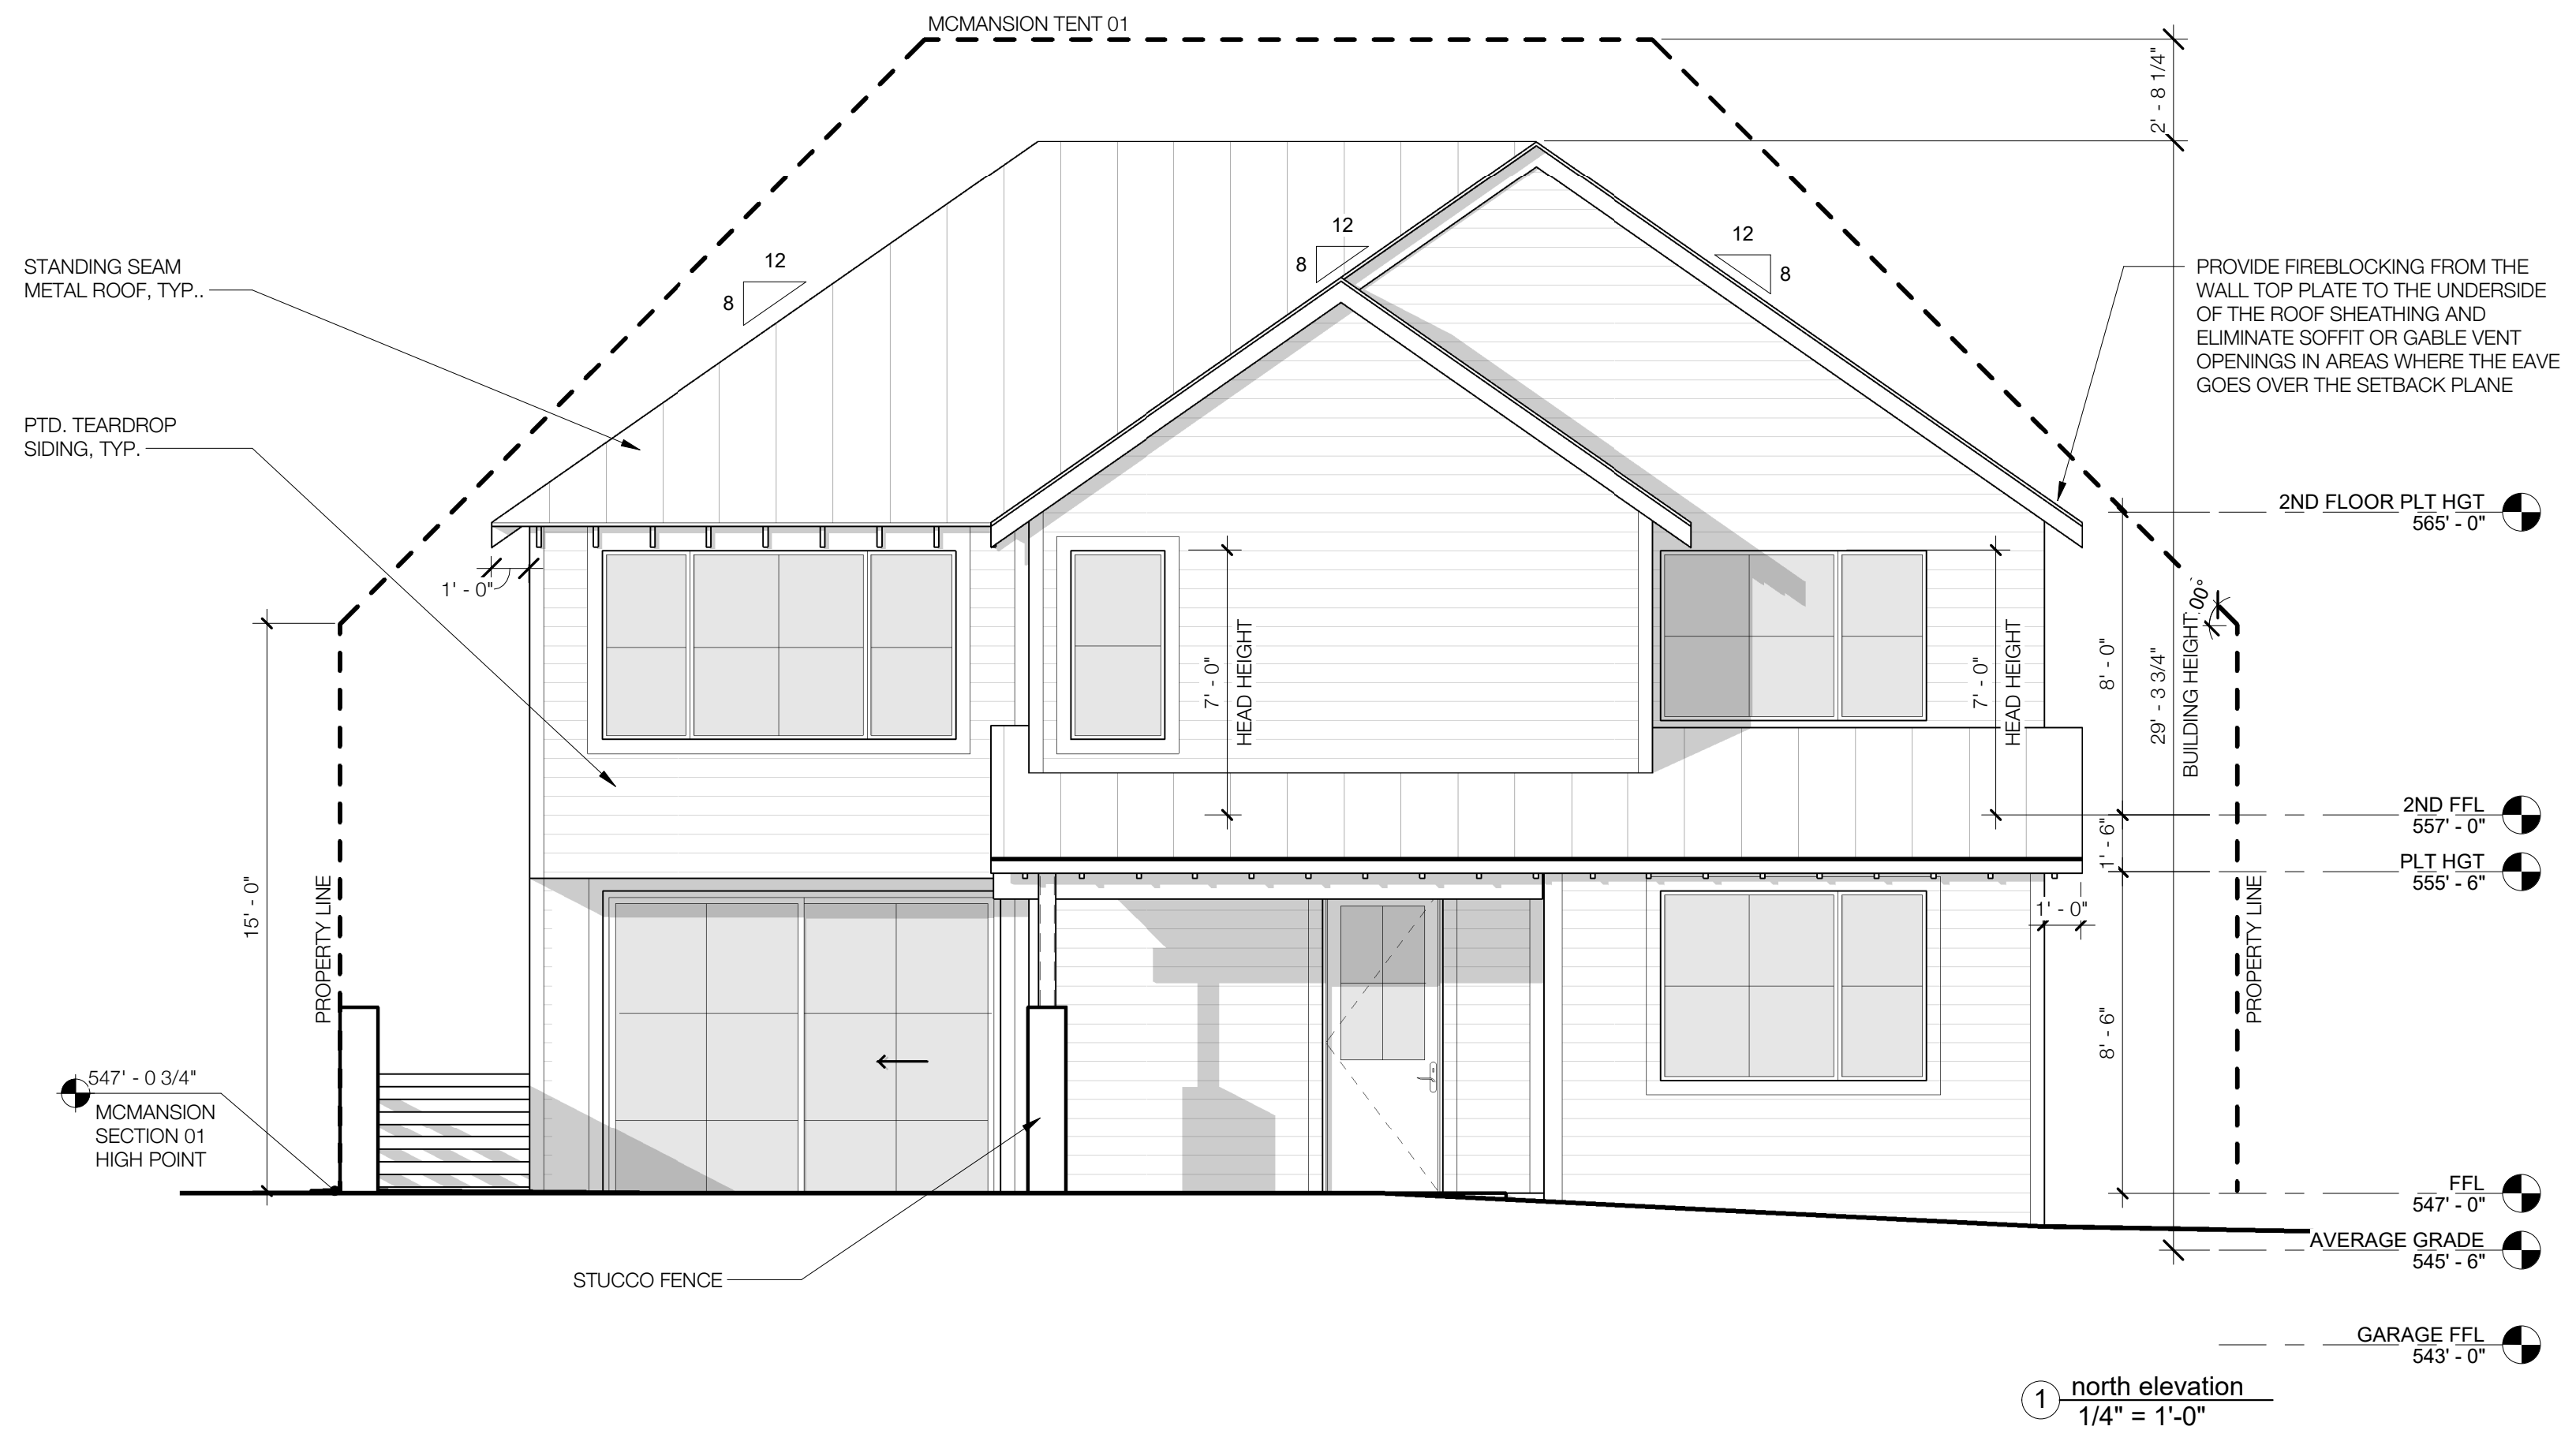 MCMANSION TENT 01
2' - 8 1/4"
12
8
12
8
12
8
STANDING SEAM
METAL ROOF, TYP..
PROVIDE FIREBLOCKING FROM THE
WALL TOP PLATE TO THE UNDERSIDE
OF THE ROOF SHEATHING AND
ELIMINATE SOFFIT OR GABLE VENT
OPENINGS IN AREAS WHERE THE EAVE
GOES OVER THE SETBACK PLANE
PTD. TEARDROP
SIDING, TYP.
2ND FLOOR PLT HGT
565' - 0"
1' - 0"
.00°
7' - 0"
HEAD HEIGHT
7' - 0"
HEAD HEIGHT
8' - 0"
29' - 3 3/4"
BUILDING HEIGHT
2ND FFL
557' - 0"
1' - 6"
PLT HGT
555' - 6"
15' - 0"
PROPERTY LINE
1' - 0"
PROPERTY LINE
8' - 6"
547' - 0 3/4"
MCMANSION
SECTION 01
HIGH POINT
FFL
547' - 0"
AVERAGE GRADE
545' - 6"
STUCCO FENCE
GARAGE FFL
543' - 0"
1
north elevation
1/4" = 1'-0"